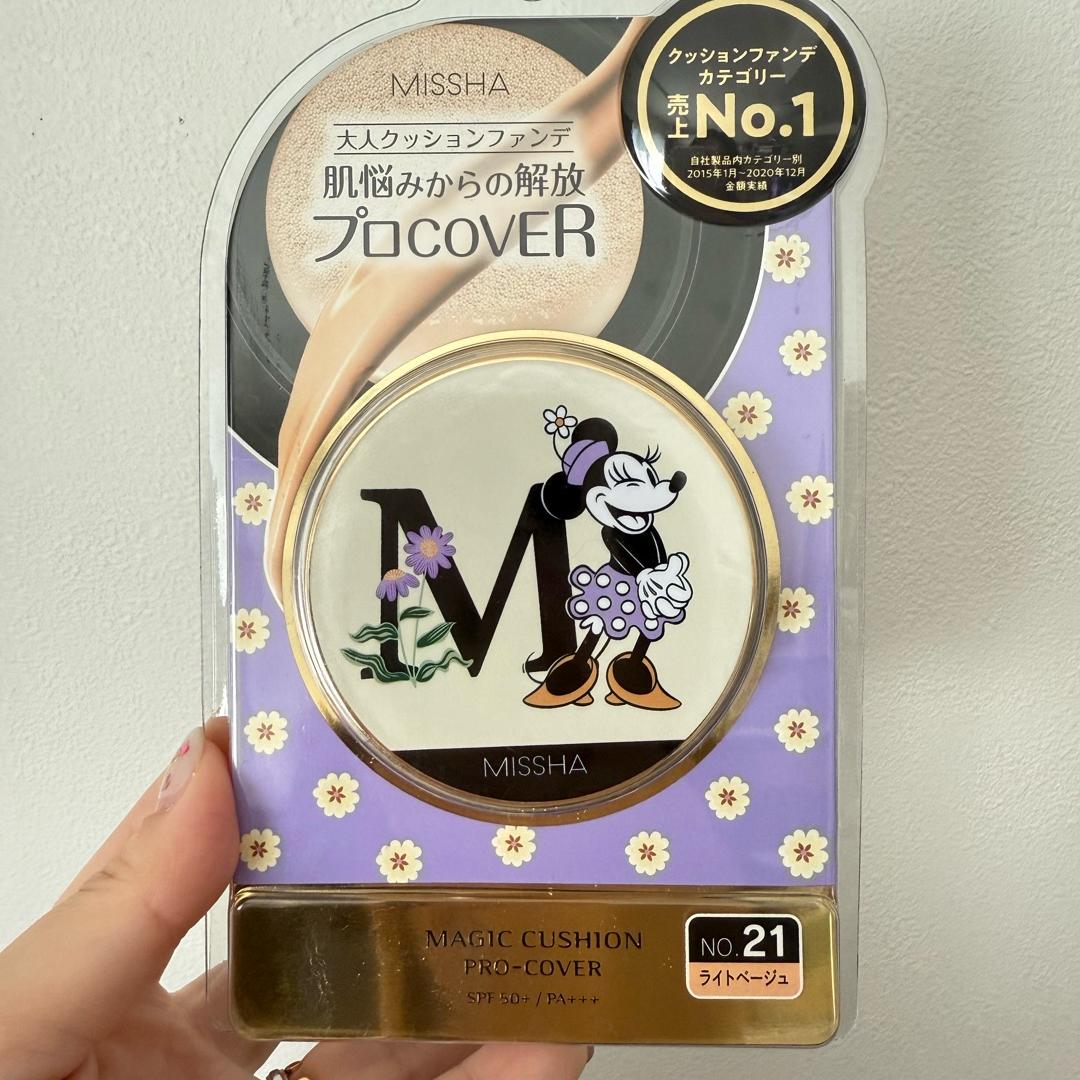 MISSHA
大人クッションファンデ
肌悩みからの解放
プロCOVER
クッションファンデ
カテゴリー
売上No.1
自社製品内カテゴリー別
2015年1月~2020年12月
金額実績
M
MISSHA
MAGIC CUSHION
PRO-COVER
SPF 50+ / PA+++
NO.21
ライトベージュ